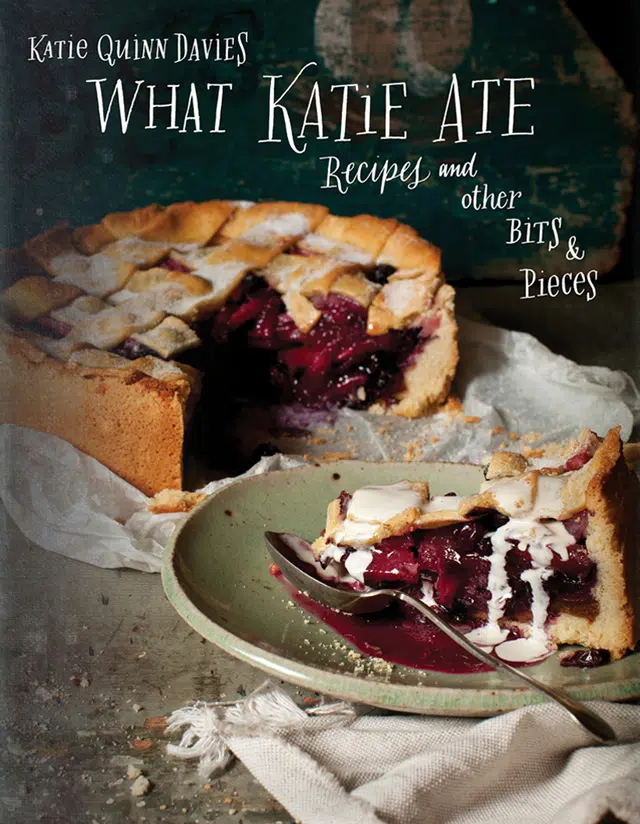 Katie Quinn Davies
What Katie Ate
Recipes and
other
Bits
&
Pieces